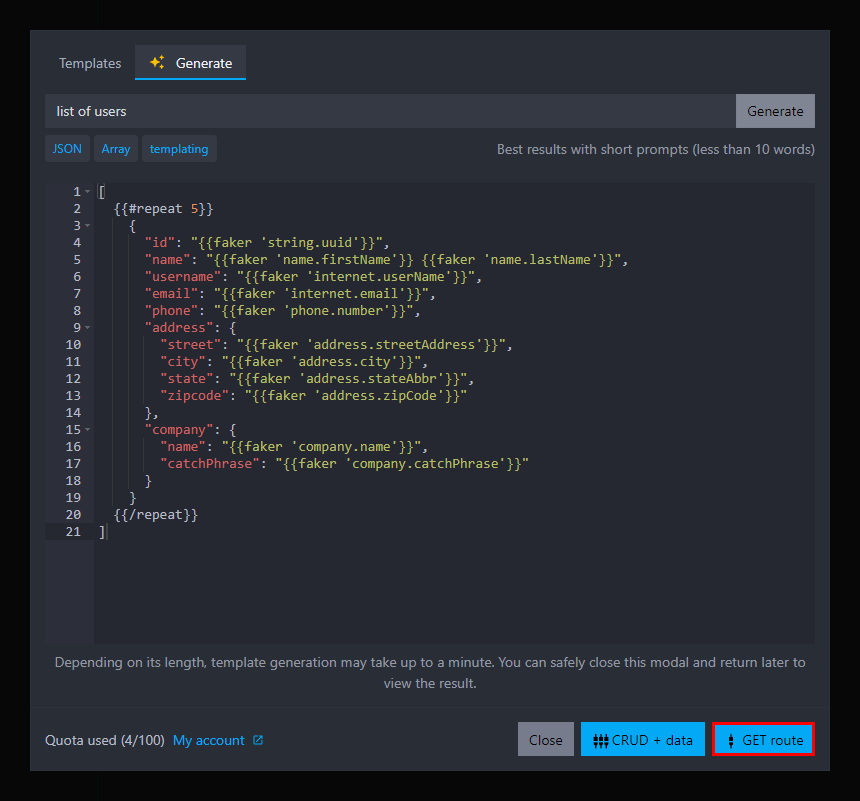 Templates Generate
list of users Generate
JSON Array templating Best results with short prompts (less than 10 words)
1 [
2 {{#repeat 5}}
3 {
4 "id": "{{faker 'string.uuid'}}",
5 "name": "{{faker 'name.firstName'}} {{faker 'name.lastName'}}",
6 "username": "{{faker 'internet.userName'}}",
7 "email": "{{faker 'internet.email'}}",
8 "phone": "{{faker 'phone.number'}}",
9 "address": {
10 "street": "{{faker 'address.streetAddress'}}",
11 "city": "{{faker 'address.city'}}",
12 "state": "{{faker 'address.stateAbbr'}}",
13 "zipcode": "{{faker 'address.zipCode'}}"
14 },
15 "company": {
16 "name": "{{faker 'company.name'}}",
17 "catchPhrase": "{{faker 'company.catchPhrase'}}"
18 }
19 }
20 {{/repeat}}
21 ]
Depending on its length, template generation may take up to a minute. You can safely close this modal and return later to
view the result.
Quota used (4/100) My account Close CRUD + data GET route